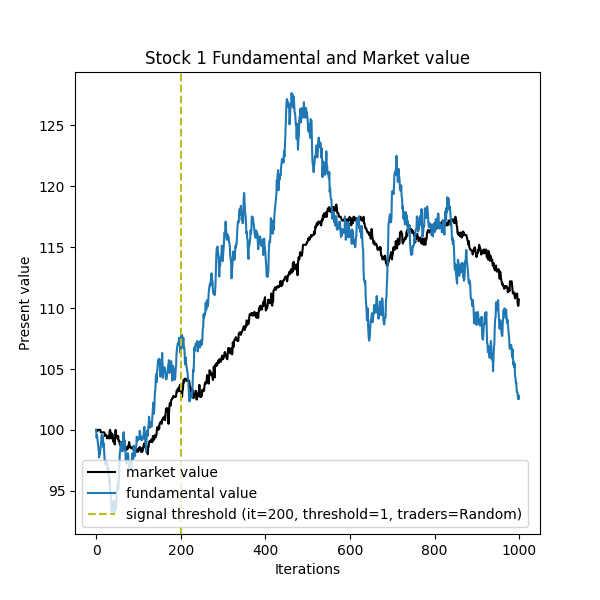 Stock 1 Fundamental and Market value
Present value
125
120
115
110
105
100
95
market value
fundamental value
signal threshold (it=200, threshold=1, traders=Random)
0 200 400 600 800 1000
Iterations